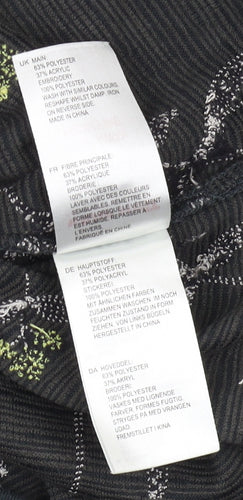 UK MAIN:
63% POLYESTER
37% ACRYLIC
EMBROIDERY
100% POLYESTER
WASH WITH SIMILAR COLOURS
RESHAPE WHILST DAMP. IRON
ON REVERSE SIDE.
MADE IN CHINA
FR FIBRE PRINCIPALE:
63% POLYESTER
37% ACRYLIQUE
BRODERIE
100% POLYESTER
LAVER AVEC DES COULEURS
SEMBLABLES. REMETTRE EN
FORME LORSQUE LE VÊTEMENT
EST HUMIDE. REPASSER À
L'ENVERS.
FABRIQUÉ EN CHINE
DE HAUPTSTOFF:
63% POLYESTER
37% POLYACRYL
STICKEREI
100% POLYESTER
MIT ÄHNLICHEN FARBEN
ZUSAMMEN WASCHEN. IM NOCH
FEUCHTEN ZUSTAND IN FORM
ZIEHEN. VON LINKS BÜGELN
HERGESTELLT IN CHINA
DA HOVEDDEL:
63% POLYESTER
37% AKRYL
BRODERI
100% POLYESTER
VASKES MED LIGNENDE
FARVER. FORMES FUGTIG.
STRYGES PÅ MED VRANGEN
UDAD
FREMSTILLET I KINA